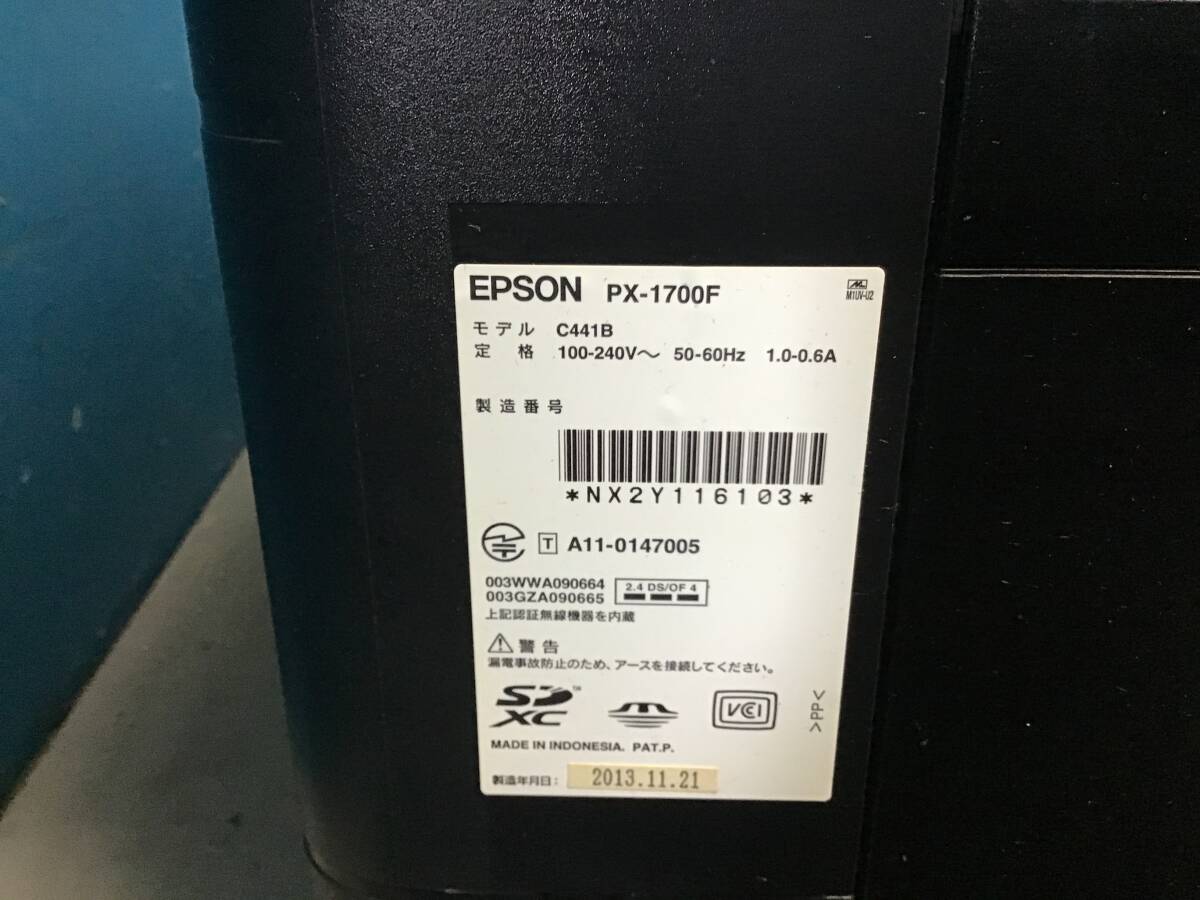 EPSON PX-1700F
M1UV-U2
モデル C441B
定格 100-240V～ 50-60Hz 1.0-0.6A
製造番号
*NX2Y116103*
T A11-0147005
003WWA090664
003GZA090665
2.4 DS/OF 4
上記認証無線機器を内蔵
警告
漏電事故防止のため、アースを接続してください。
SD XC TM
VCCI
>PP<
MADE IN INDONESIA. PAT.P.
製造年月日: 2013.11.21